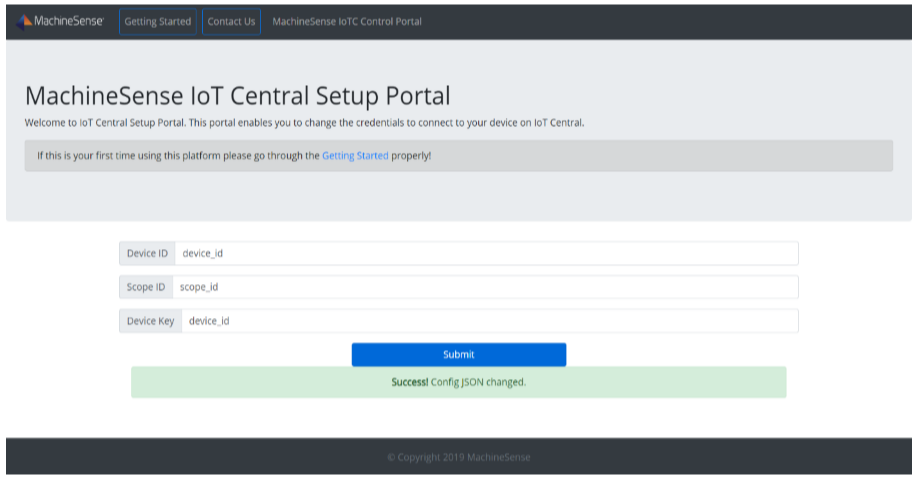 MachineSense Getting Started Contact Us MachineSense IoTC Control Portal
MachineSense IoT Central Setup Portal
Welcome to IoT Central Setup Portal. This portal enables you to change the credentials to connect to your device on IoT Central.
If this is your first time using this platform please go through the Getting Started properly!
Device ID device_id
Scope ID scope_id
Device Key device_id
Submit
Success! Config JSON changed.
© Copyright 2019 MachineSense